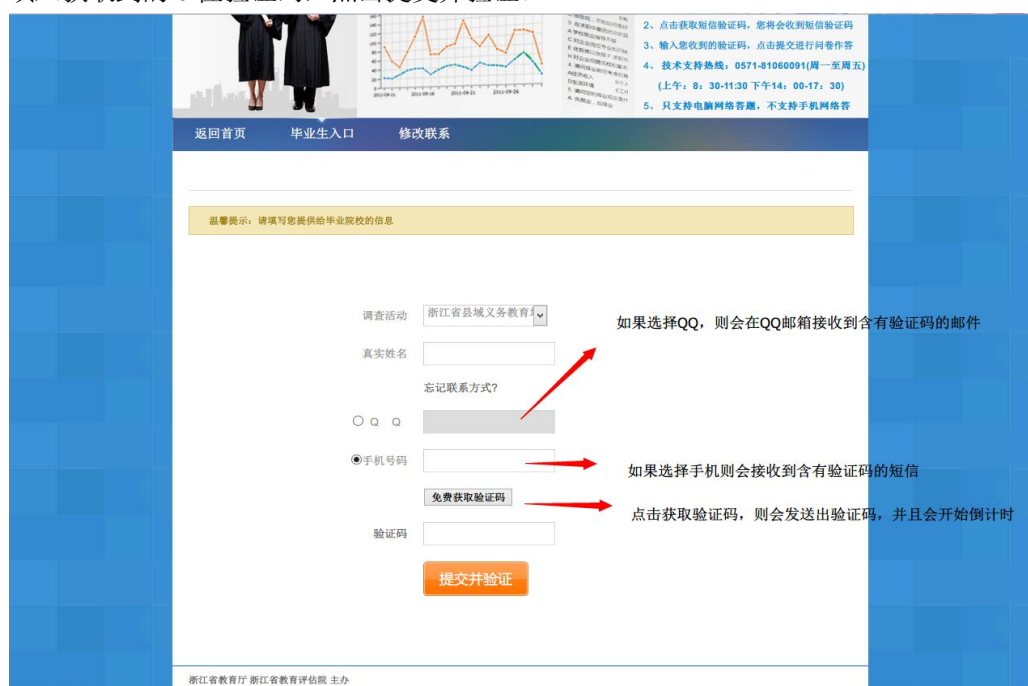 2、点击获取短信验证码，您将会收到短信验证码
3、输入您收到的验证码，点击提交进行问卷作答
4、技术支持热线：0571-81060091(周一至周五)
(上午：8：30-11:30 下午14：00-17：30)
5、只支持电脑网络答题，不支持手机网络答
返回首页 毕业生入口 修改联系
温馨提示：请填写您提供给毕业院校的信息
调查活动 浙江省县域义务教育
如果选择QQ，则会在QQ邮箱接收到含有验证码的邮件
真实姓名
忘记联系方式?
Q Q
手机号码
如果选择手机则会接收到含有验证码的短信
免费获取验证码
点击获取验证码，则会发送出验证码，并且会开始倒计时
验证码
提交并验证
浙江省教育厅 浙江省教育评估院 主办